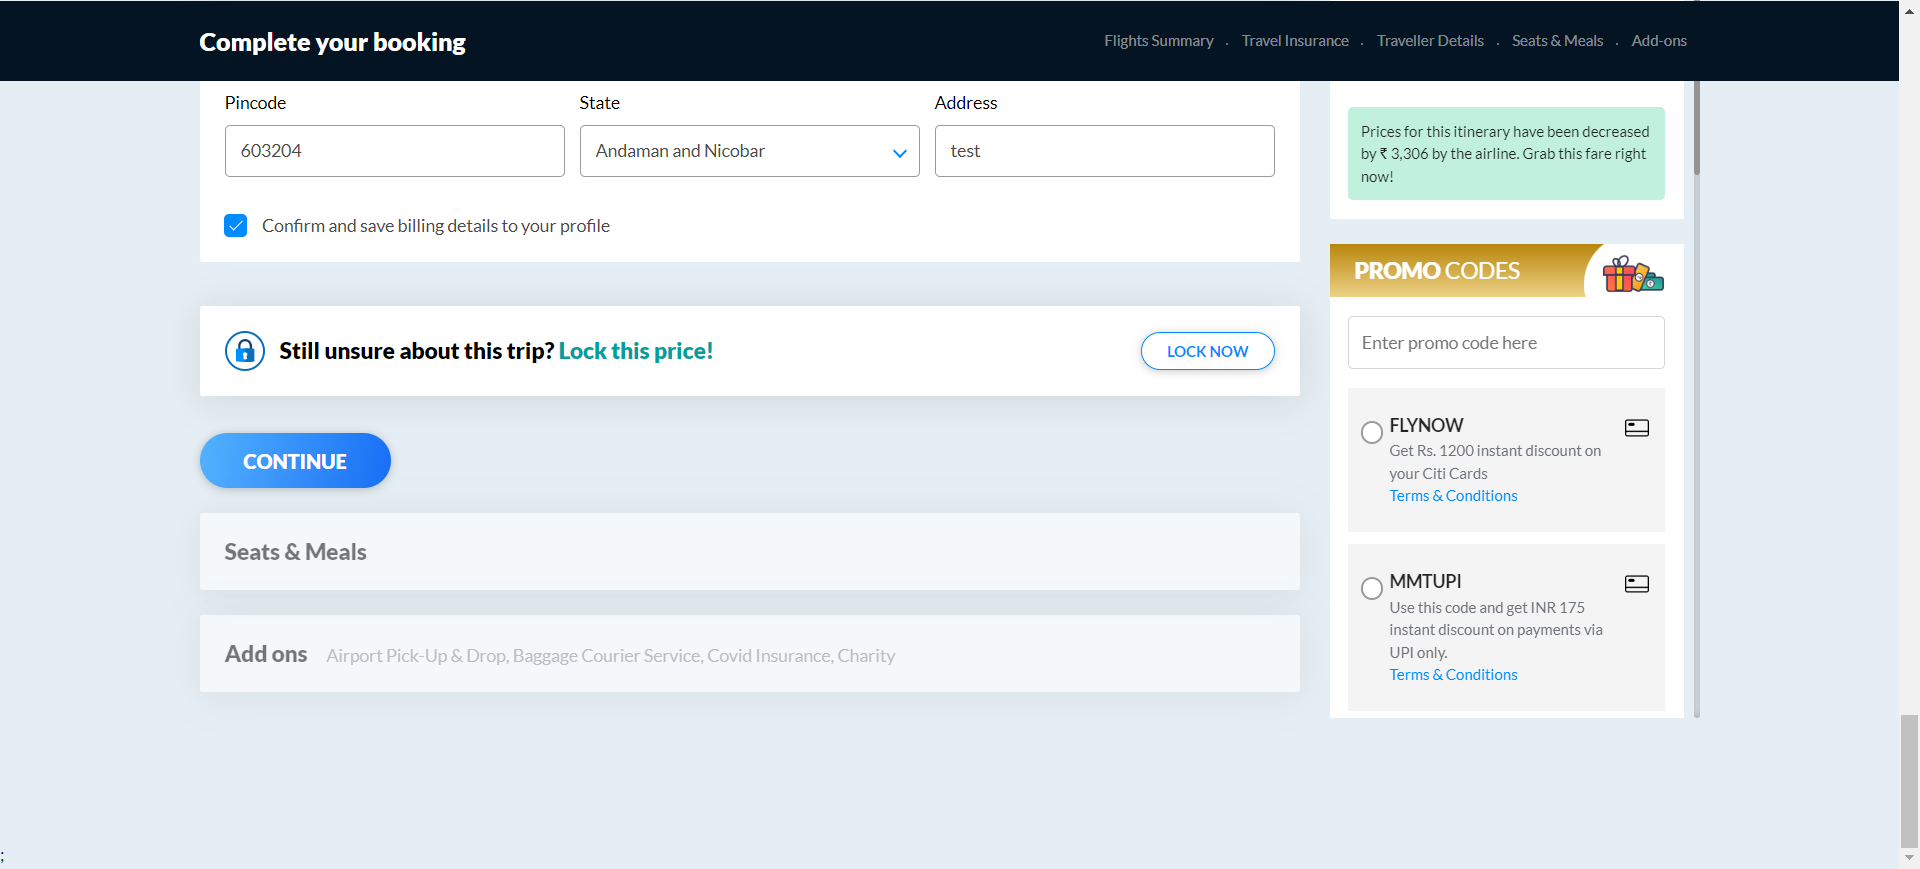 Complete your booking
Flights Summary . Travel Insurance . Traveller Details . Seats & Meals . Add-ons
Pincode
State
Address
603204
Andaman and Nicobar
test
Confirm and save billing details to your profile
Still unsure about this trip? Lock this price!
LOCK NOW
CONTINUE
Seats & Meals
Add ons Airport Pick-Up & Drop, Baggage Courier Service, Covid Insurance, Charity
Prices for this itinerary have been decreased
by ₹ 3,306 by the airline. Grab this fare right
now!
PROMO CODES
Enter promo code here
FLYNOW
Get Rs. 1200 instant discount on
your Citi Cards
Terms & Conditions
MMTUPI
Use this code and get INR 175
instant discount on payments via
UPI only.
Terms & Conditions
;